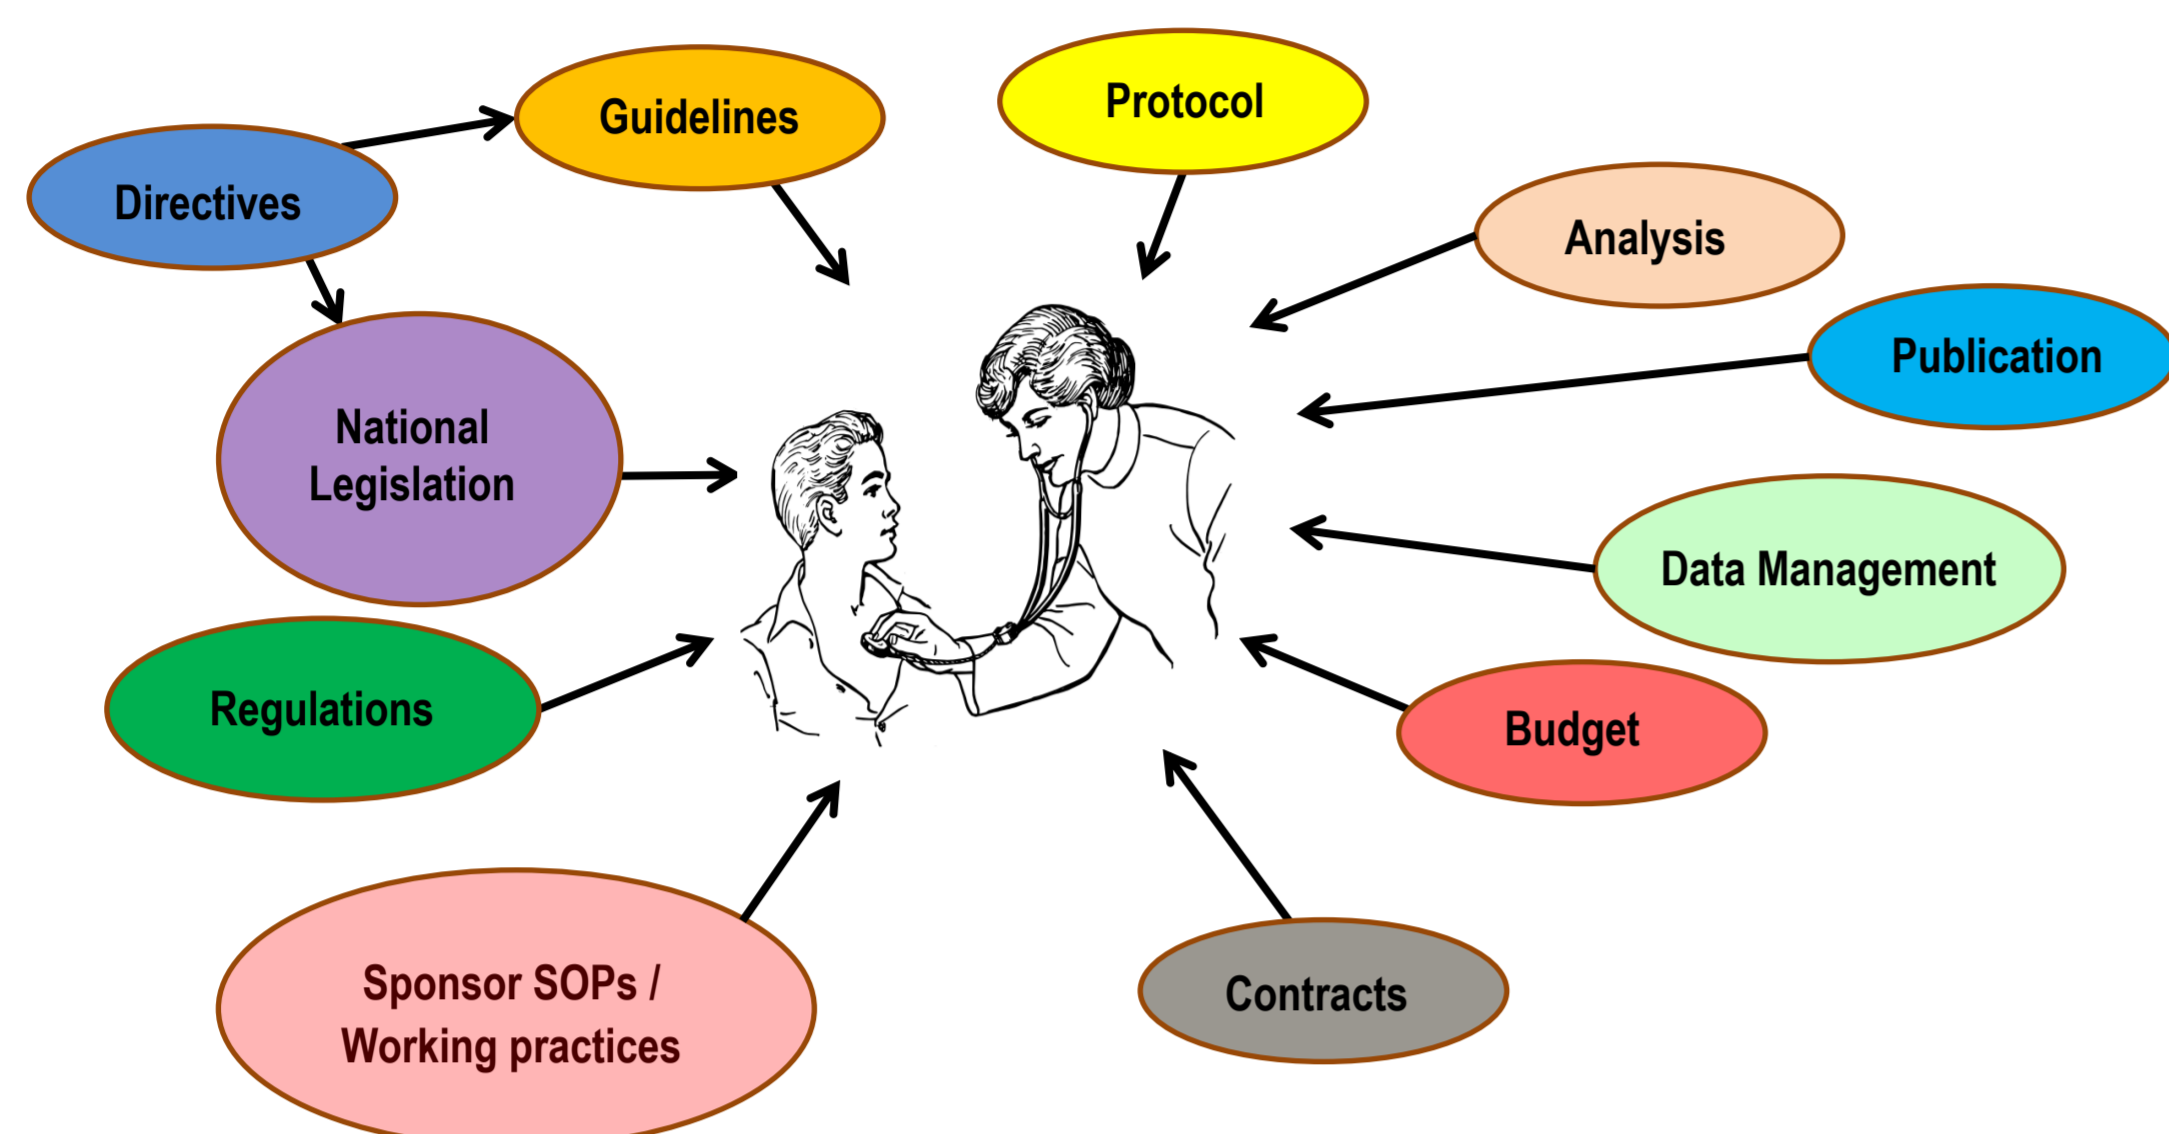 Guidelines
Protocol
Directives
Analysis
Publication
National
Legislation
Data Management
Regulations
Budget
Sponsor SOPs /
Working practices
Contracts